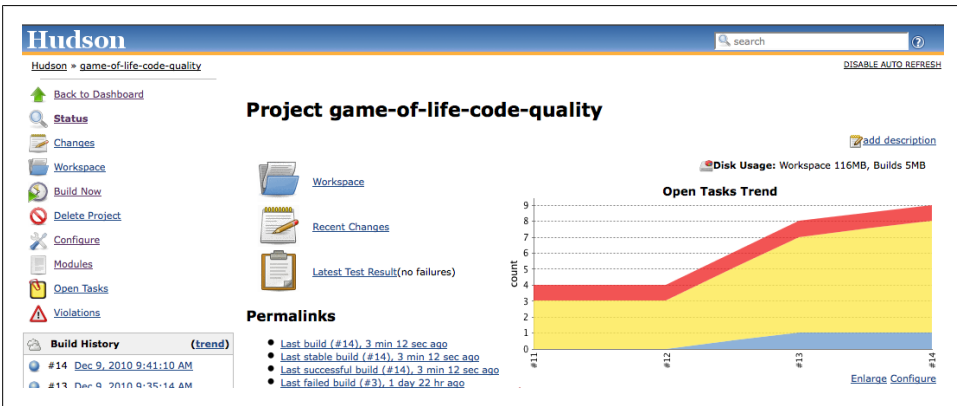 Hudson
search
Hudson » game-of-life-code-quality
DISABLE AUTO REFRESH
Back to Dashboard
Status
Changes
Workspace
Build Now
Delete Project
Configure
Modules
Open Tasks
Violations
Build History (trend)
#14 Dec 9, 2010 9:41:10 AM
#13 Dec 9, 2010 9:35:14 AM
Project game-of-life-code-quality
add description
Disk Usage: Workspace 116MB, Builds 5MB
Workspace
Recent Changes
Latest Test Result(no failures)
Permalinks
Last build (#14), 3 min 12 sec ago
Last stable build (#14), 3 min 12 sec ago
Last successful build (#14), 3 min 12 sec ago
Last failed build (#3), 1 day 22 hr ago
Open Tasks Trend
count
9
8
7
6
5
4
3
2
1
0
#11
#12
#13
#14
Enlarge Configure